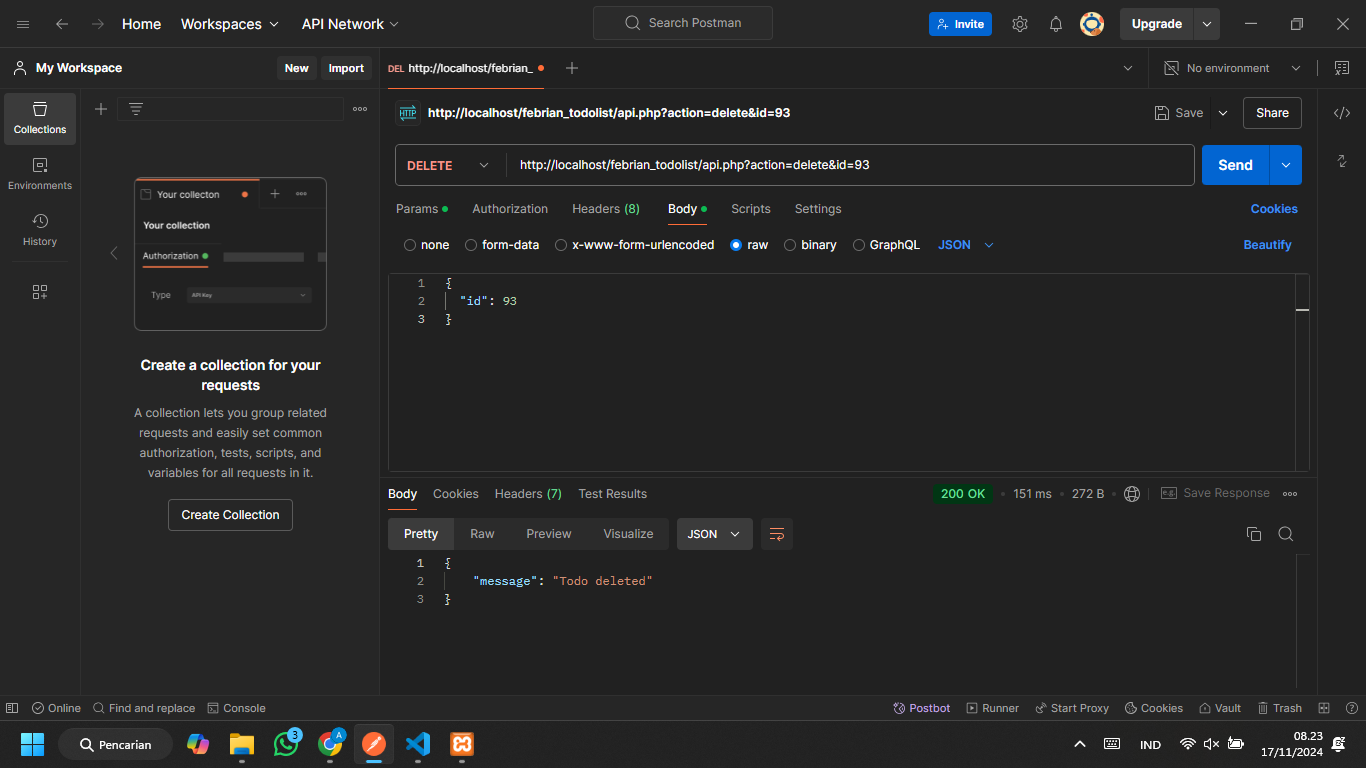 Home Workspaces API Network Search Postman Invite Upgrade
My Workspace New Import DEL http://localhost/febrian_ No environment
Collections
Environments
History
Your collecton
Your collection
Authorization
Type API Key
Create a collection for your
requests
A collection lets you group related
requests and easily set common
authorization, tests, scripts, and
variables for all requests in it.
Create Collection
HTTP http://localhost/febrian_todolist/api.php?action=delete&id=93 Save Share
DELETE http://localhost/febrian_todolist/api.php?action=delete&id=93 Send
Params Authorization Headers (8) Body Scripts Settings Cookies
none form-data x-www-form-urlencoded raw binary GraphQL JSON Beautify
1 {
2 "id": 93
3 }
Body Cookies Headers (7) Test Results 200 OK 151 ms 272 B e.g. Save Response
Pretty Raw Preview Visualize JSON
1 {
2 "message": "Todo deleted"
3 }
Online Find and replace Console Postbot Runner Start Proxy Cookies Vault Trash
Pencarian 3 A IND 08.23
17/11/2024